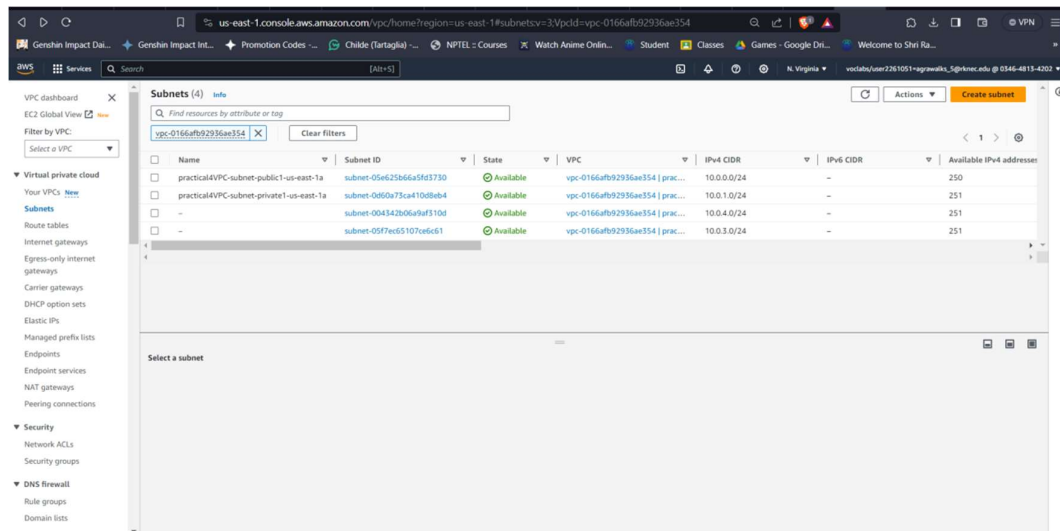 us-east-1.console.aws.amazon.com/vpc/home?region=us-east-1#subnets:v=3;VpcId=vpc-0166afb92936ae354
VPN
Genshin Impact Dai... Genshin Impact Int... Promotion Codes -... Childe (Tartaglia) -... NPTEL :: Courses Watch Anime Onlin... Student Classes Games - Google Dri... Welcome to Shri Ra... »
aws Services Search [Alt+S] N. Virginia voclabs/user2261051=agrawalks_5@rknec.edu @ 0346-4813-4202
VPC dashboard
EC2 Global View New
Filter by VPC:
Select a VPC
Virtual private cloud
Your VPCs New
Subnets
Route tables
Internet gateways
Egress-only internet
gateways
Carrier gateways
DHCP option sets
Elastic IPs
Managed prefix lists
Endpoints
Endpoint services
NAT gateways
Peering connections
Security
Network ACLs
Security groups
DNS firewall
Rule groups
Domain lists
Subnets (4) Info
Actions Create subnet
Find resources by attribute or tag
vpc-0166afb92936ae354 Clear filters
1
Name Subnet ID State VPC IPv4 CIDR IPv6 CIDR Available IPv4 addresses
practical4VPC-subnet-public1-us-east-1a subnet-05e625b66a5fd3730 Available vpc-0166afb92936ae354 | prac... 10.0.0.0/24 – 250
practical4VPC-subnet-private1-us-east-1a subnet-0d60a73ca410d8eb4 Available vpc-0166afb92936ae354 | prac... 10.0.1.0/24 – 251
– subnet-004342b06a9af310d Available vpc-0166afb92936ae354 | prac... 10.0.4.0/24 – 251
– subnet-05f7ec65107ce6c61 Available vpc-0166afb92936ae354 | prac... 10.0.3.0/24 – 251
Select a subnet